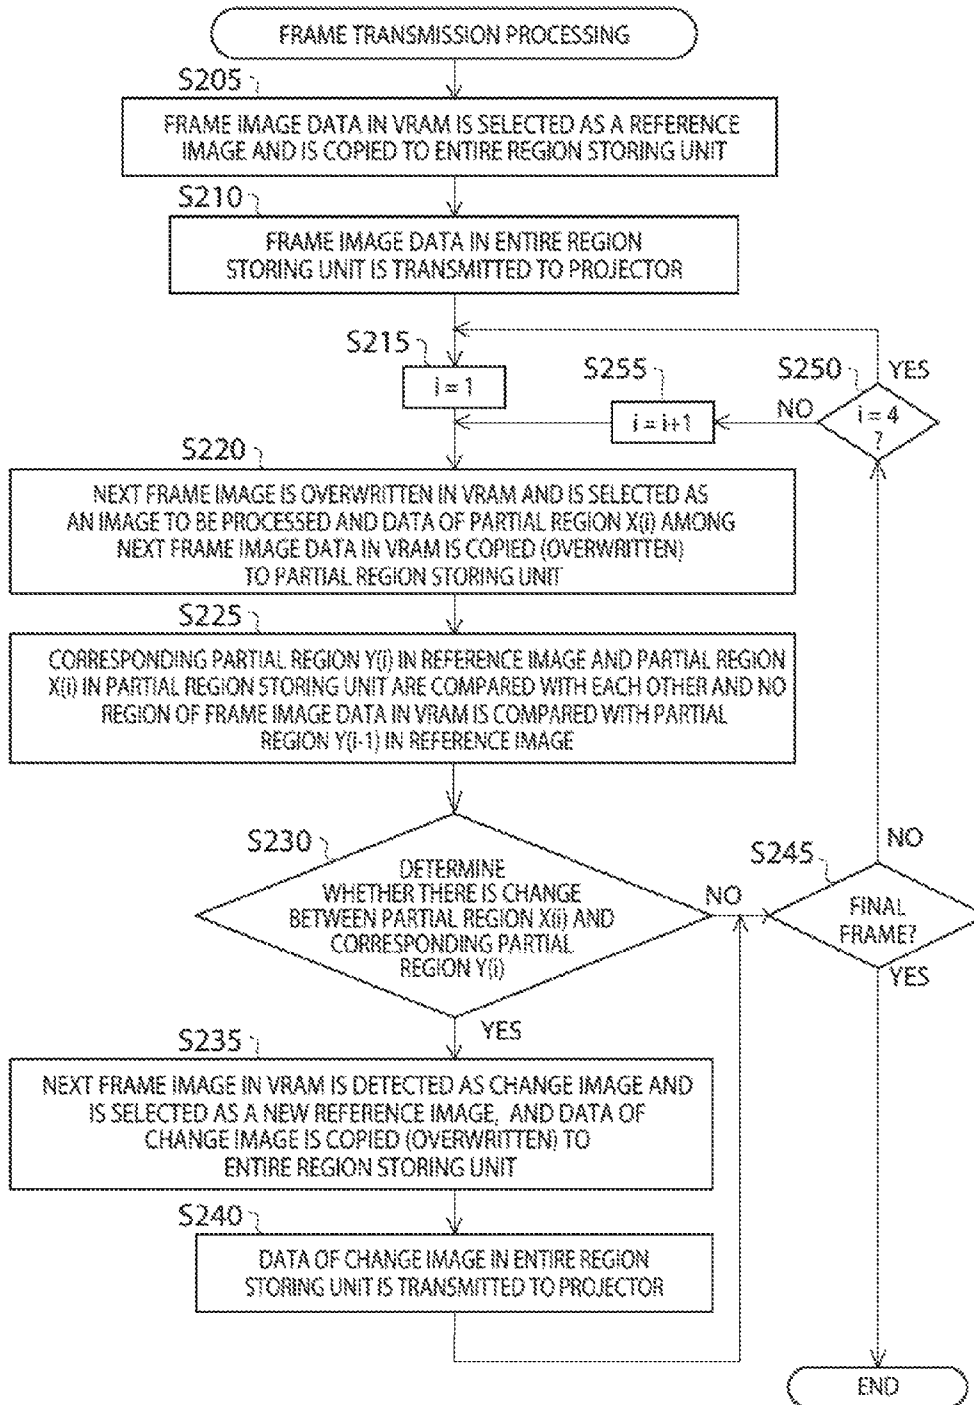 FRAME TRANSMISSION PROCESSING
S205
FRAME IMAGE DATA IN VRAM IS SELECTED AS A REFERENCE
IMAGE AND IS COPIED TO ENTIRE REGION STORING UNIT
S210
FRAME IMAGE DATA IN ENTIRE REGION
STORING UNIT IS TRANSMITTED TO PROJECTOR
S215
i = 1
S255
i = i+1
S250
YES
NO
i = 4
?
S220
NEXT FRAME IMAGE IS OVERWRITTEN IN VRAM AND IS SELECTED AS
AN IMAGE TO BE PROCESSED AND DATA OF PARTIAL REGION X(i) AMONG
NEXT FRAME IMAGE DATA IN VRAM IS COPIED (OVERWRITTEN)
TO PARTIAL REGION STORING UNIT
S225
CORRESPONDING PARTIAL REGION Y(i) IN REFERENCE IMAGE AND PARTIAL REGION
X(i) IN PARTIAL REGION STORING UNIT ARE COMPARED WITH EACH OTHER AND NO
REGION OF FRAME IMAGE DATA IN VRAM IS COMPARED WITH PARTIAL
REGION Y(i-1) IN REFERENCE IMAGE
S230
DETERMINE
WHETHER THERE IS CHANGE
BETWEEN PARTIAL REGION X(i) AND
CORRESPONDING PARTIAL
REGION Y(i)
NO
YES
S245
NO
FINAL
FRAME?
YES
S235
NEXT FRAME IMAGE IN VRAM IS DETECTED AS CHANGE IMAGE AND
IS SELECTED AS A NEW REFERENCE IMAGE, AND DATA OF
CHANGE IMAGE IS COPIED (OVERWRITTEN) TO
ENTIRE REGION STORING UNIT
S240
DATA OF CHANGE IMAGE IN ENTIRE REGION
STORING UNIT IS TRANSMITTED TO PROJECTOR
END